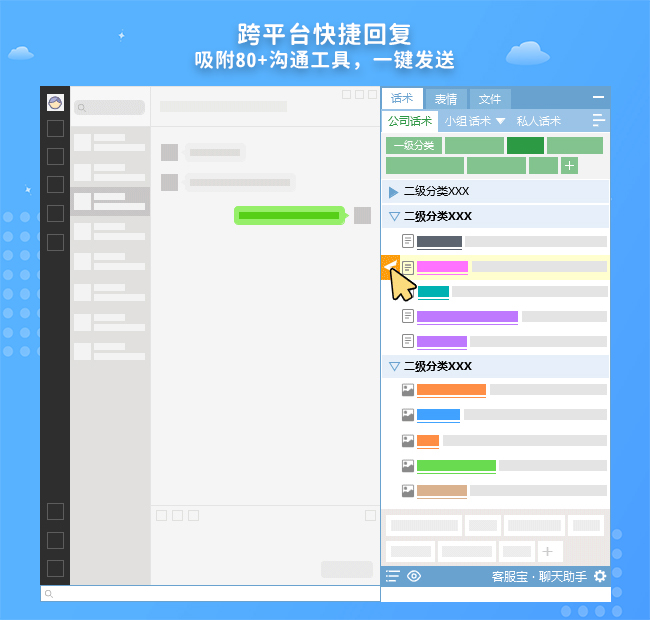 跨平台快捷回复
吸附80+沟通工具，一键发送
话术 表情 文件
公司话术 小组话术 私人话术
一级分类
二级分类XXX
二级分类XXX
二级分类XXX
客服宝·聊天助手